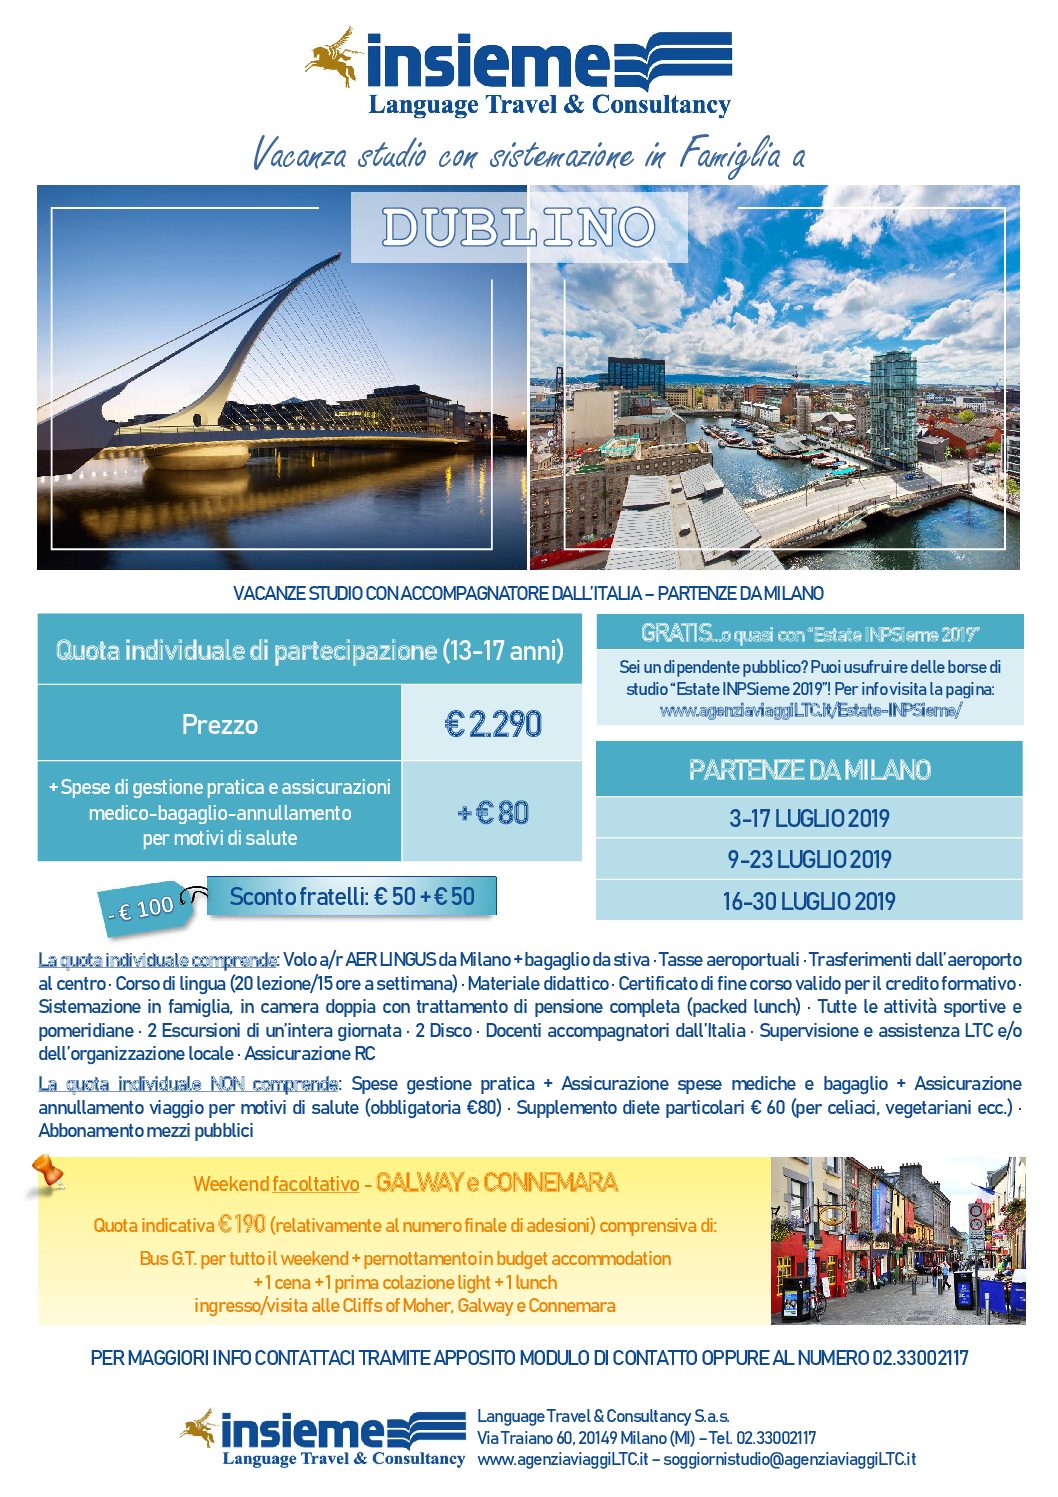 insieme
Language Travel & Consultancy
Vacanza studio con sistemazione in Famiglia a
DUBLINO
VACANZE STUDIO CON ACCOMPAGNATORE DALL'ITALIA – PARTENZE DA MILANO
Quota individuale di partecipazione (13-17 anni)
Prezzo
€ 2.290
+ Spese di gestione pratica e assicurazioni
medico-bagaglio-annullamento
per motivi di salute
+ € 80
- € 100
Sconto fratelli: € 50 + € 50
GRATIS...o quasi con "Estate INPSieme 2019"
Sei un dipendente pubblico? Puoi usufruire delle borse di
studio "Estate INPSieme 2019"! Per info visita la pagina:
www.agenziaviaggiLTC.it/Estate-INPSieme/
PARTENZE DA MILANO
3-17 LUGLIO 2019
9-23 LUGLIO 2019
16-30 LUGLIO 2019
La quota individuale comprende: Volo a/r AER LINGUS da Milano + bagaglio da stiva · Tasse aeroportuali · Trasferimenti dall'aeroporto
al centro · Corso di lingua (20 lezione/15 ore a settimana) · Materiale didattico · Certificato di fine corso valido per il credito formativo ·
Sistemazione in famiglia, in camera doppia con trattamento di pensione completa (packed lunch) · Tutte le attività sportive e
pomeridiane · 2 Escursioni di un'intera giornata · 2 Disco · Docenti accompagnatori dall'Italia · Supervisione e assistenza LTC e/o
dell'organizzazione locale · Assicurazione RC
La quota individuale NON comprende: Spese gestione pratica + Assicurazione spese mediche e bagaglio + Assicurazione
annullamento viaggio per motivi di salute (obbligatoria €80) · Supplemento diete particolari € 60 (per celiaci, vegetariani ecc.) ·
Abbonamento mezzi pubblici
Weekend facoltativo - GALWAY e CONNEMARA
Quota indicativa € 190 (relativamente al numero finale di adesioni) comprensiva di:
Bus G.T. per tutto il weekend + pernottamento in budget accommodation
+ 1 cena + 1 prima colazione light + 1 lunch
ingresso/visita alle Cliffs of Moher, Galway e Connemara
PER MAGGIORI INFO CONTATTACI TRAMITE APPOSITO MODULO DI CONTATTO OPPURE AL NUMERO 02.33002117
insieme
Language Travel & Consultancy
Language Travel & Consultancy S.a.s.
Via Traiano 60, 20149 Milano (MI) – Tel. 02.33002117
www.agenziaviaggiLTC.it – soggiornistudio@agenziaviaggiLTC.it